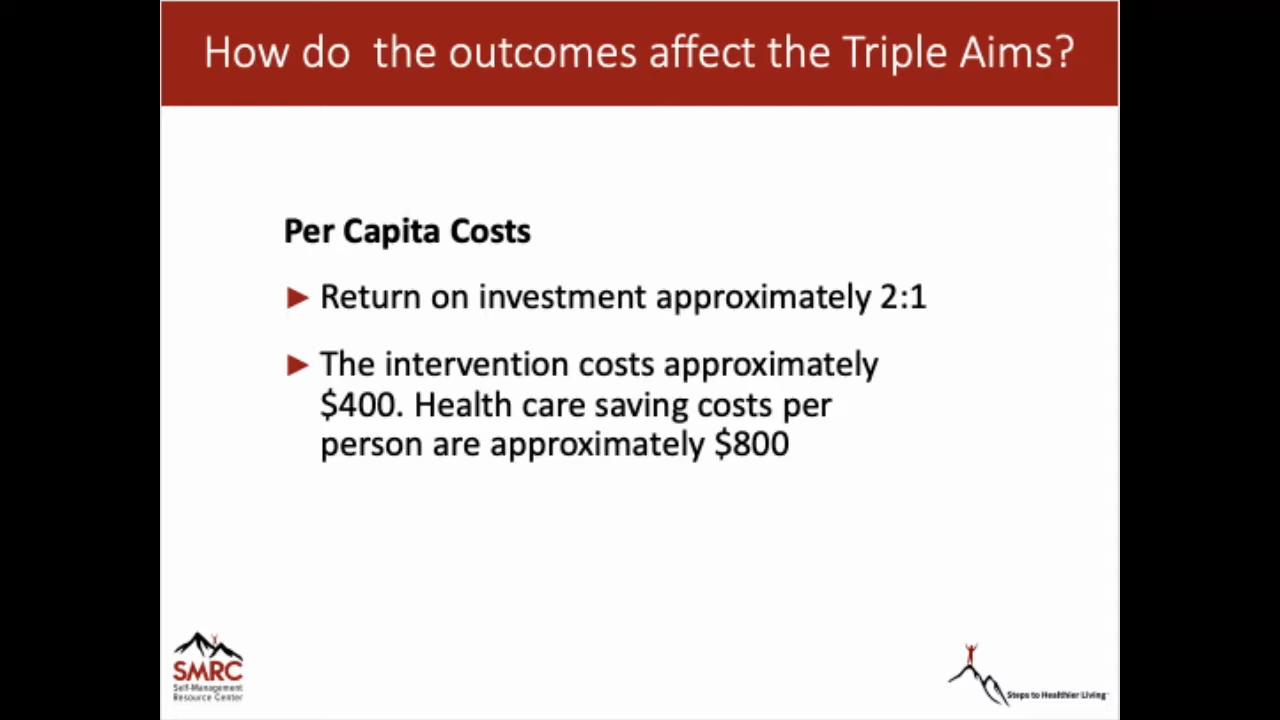 How do  the outcomes affect the Triple Aims?
Per Capita Costs
► Return on investment approximately 2:1
► The intervention costs approximately
$400. Health care saving costs per
person are approximately $800
SMRC
Self-Management
Resource Center
Steps to Healthier Living